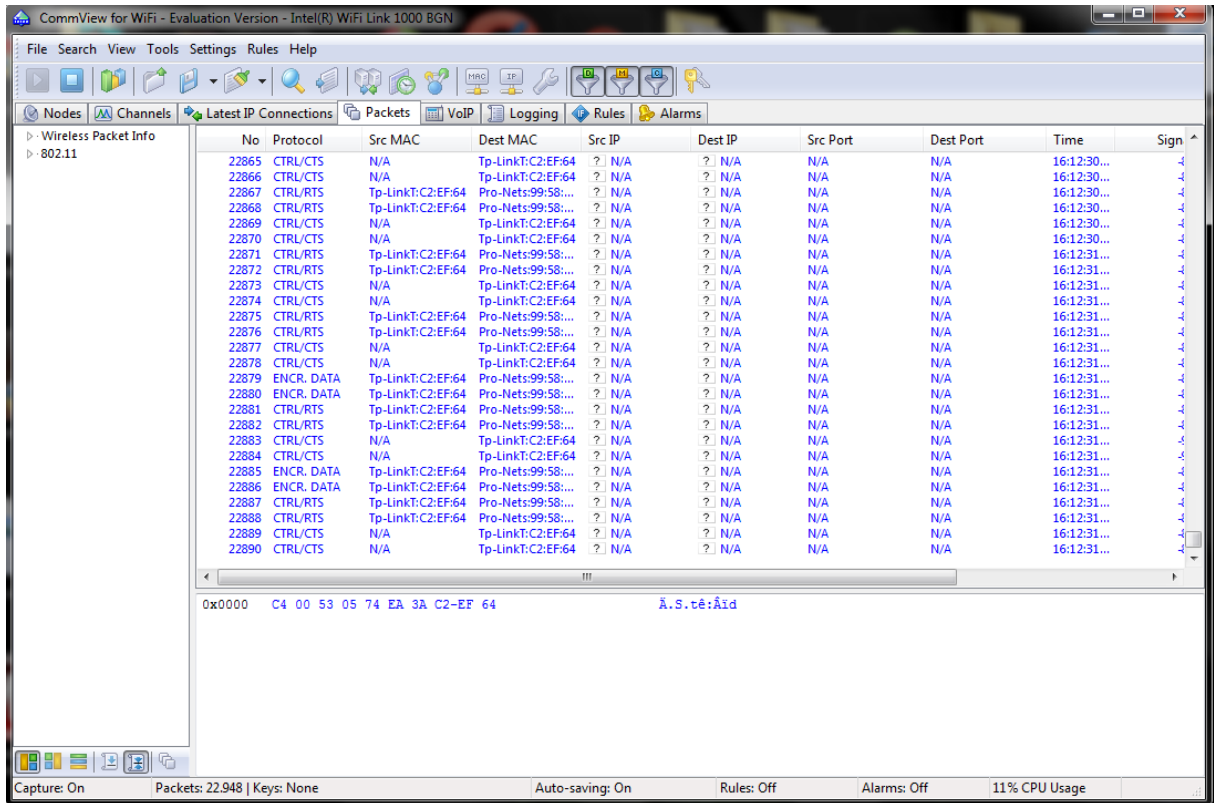 CommView for WiFi - Evaluation Version - Intel(R) WiFi Link 1000 BGN
File Search View Tools Settings Rules Help
MAC IP D M C
Nodes Channels Latest IP Connections Packets VoIP Logging IP Rules Alarms
Wireless Packet Info
802.11
No Protocol Src MAC Dest MAC Src IP Dest IP Src Port Dest Port Time Sign
22865 CTRL/CTS N/A Tp-LinkT:C2:EF:64 ? N/A ? N/A N/A N/A 16:12:30...
22866 CTRL/CTS N/A Tp-LinkT:C2:EF:64 ? N/A ? N/A N/A N/A 16:12:30...
22867 CTRL/RTS Tp-LinkT:C2:EF:64 Pro-Nets:99:58:... ? N/A ? N/A N/A N/A 16:12:30...
22868 CTRL/RTS Tp-LinkT:C2:EF:64 Pro-Nets:99:58:... ? N/A ? N/A N/A N/A 16:12:30...
22869 CTRL/CTS N/A Tp-LinkT:C2:EF:64 ? N/A ? N/A N/A N/A 16:12:30...
22870 CTRL/CTS N/A Tp-LinkT:C2:EF:64 ? N/A ? N/A N/A N/A 16:12:30...
22871 CTRL/RTS Tp-LinkT:C2:EF:64 Pro-Nets:99:58:... ? N/A ? N/A N/A N/A 16:12:31...
22872 CTRL/RTS Tp-LinkT:C2:EF:64 Pro-Nets:99:58:... ? N/A ? N/A N/A N/A 16:12:31...
22873 CTRL/CTS N/A Tp-LinkT:C2:EF:64 ? N/A ? N/A N/A N/A 16:12:31...
22874 CTRL/CTS N/A Tp-LinkT:C2:EF:64 ? N/A ? N/A N/A N/A 16:12:31...
22875 CTRL/RTS Tp-LinkT:C2:EF:64 Pro-Nets:99:58:... ? N/A ? N/A N/A N/A 16:12:31...
22876 CTRL/RTS Tp-LinkT:C2:EF:64 Pro-Nets:99:58:... ? N/A ? N/A N/A N/A 16:12:31...
22877 CTRL/CTS N/A Tp-LinkT:C2:EF:64 ? N/A ? N/A N/A N/A 16:12:31...
22878 CTRL/CTS N/A Tp-LinkT:C2:EF:64 ? N/A ? N/A N/A N/A 16:12:31...
22879 ENCR. DATA Tp-LinkT:C2:EF:64 Pro-Nets:99:58:... ? N/A ? N/A N/A N/A 16:12:31...
22880 ENCR. DATA Tp-LinkT:C2:EF:64 Pro-Nets:99:58:... ? N/A ? N/A N/A N/A 16:12:31...
22881 CTRL/RTS Tp-LinkT:C2:EF:64 Pro-Nets:99:58:... ? N/A ? N/A N/A N/A 16:12:31...
22882 CTRL/RTS Tp-LinkT:C2:EF:64 Pro-Nets:99:58:... ? N/A ? N/A N/A N/A 16:12:31...
22883 CTRL/CTS N/A Tp-LinkT:C2:EF:64 ? N/A ? N/A N/A N/A 16:12:31...
22884 CTRL/CTS N/A Tp-LinkT:C2:EF:64 ? N/A ? N/A N/A N/A 16:12:31...
22885 ENCR. DATA Tp-LinkT:C2:EF:64 Pro-Nets:99:58:... ? N/A ? N/A N/A N/A 16:12:31...
22886 ENCR. DATA Tp-LinkT:C2:EF:64 Pro-Nets:99:58:... ? N/A ? N/A N/A N/A 16:12:31...
22887 CTRL/RTS Tp-LinkT:C2:EF:64 Pro-Nets:99:58:... ? N/A ? N/A N/A N/A 16:12:31...
22888 CTRL/RTS Tp-LinkT:C2:EF:64 Pro-Nets:99:58:... ? N/A ? N/A N/A N/A 16:12:31...
22889 CTRL/CTS N/A Tp-LinkT:C2:EF:64 ? N/A ? N/A N/A N/A 16:12:31...
22890 CTRL/CTS N/A Tp-LinkT:C2:EF:64 ? N/A ? N/A N/A N/A 16:12:31...
0x0000 C4 00 53 05 74 EA 3A C2-EF 64 Ä.S.tê:Âïd
Capture: On Packets: 22.948 | Keys: None Auto-saving: On Rules: Off Alarms: Off 11% CPU Usage